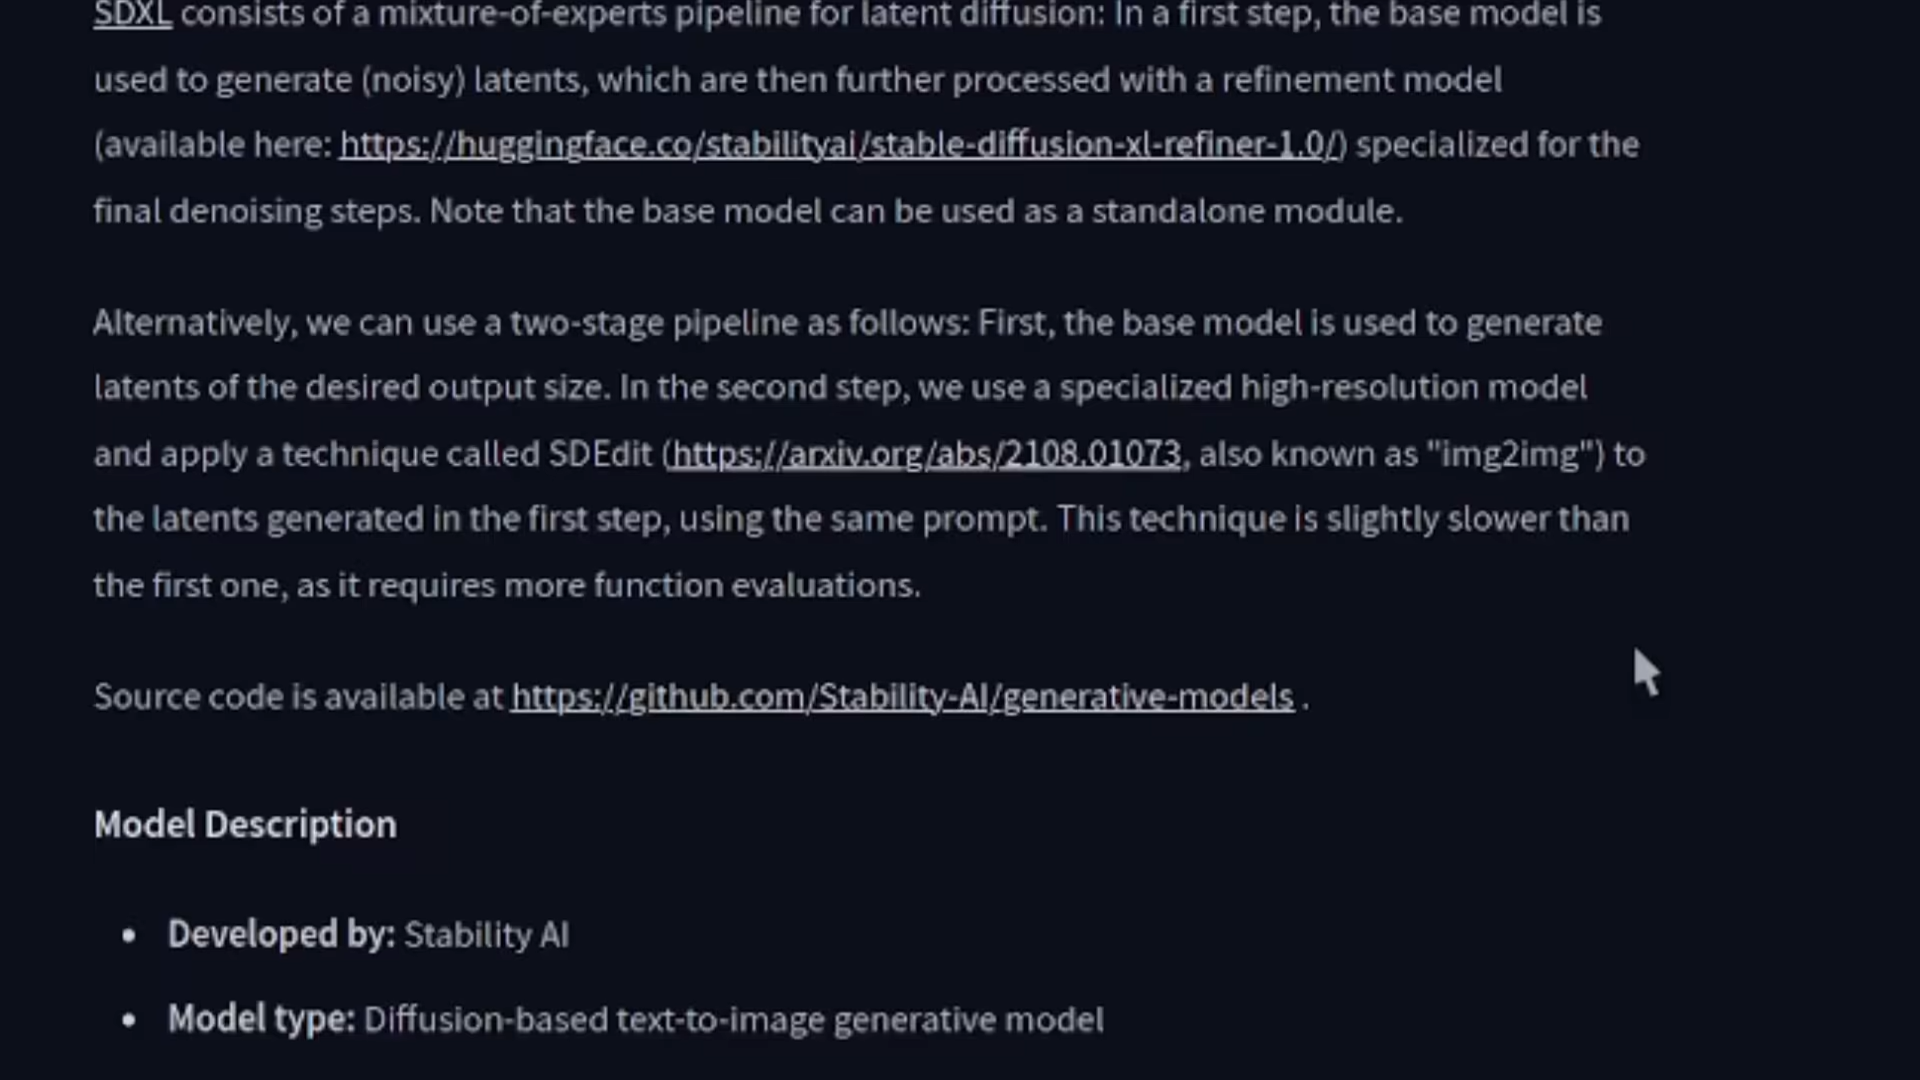 SDXL consists of a mixture-of-experts pipeline for latent diffusion: In a first step, the base model is
used to generate (noisy) latents, which are then further processed with a refinement model
(available here: https://huggingface.co/stabilityai/stable-diffusion-xl-refiner-1.0/) specialized for the
final denoising steps. Note that the base model can be used as a standalone module.
Alternatively, we can use a two-stage pipeline as follows: First, the base model is used to generate
latents of the desired output size. In the second step, we use a specialized high-resolution model
and apply a technique called SDEdit (https://arxiv.org/abs/2108.01073, also known as "img2img") to
the latents generated in the first step, using the same prompt. This technique is slightly slower than
the first one, as it requires more function evaluations.
Source code is available at https://github.com/Stability-AI/generative-models .
Model Description
• Developed by: Stability AI
• Model type: Diffusion-based text-to-image generative model